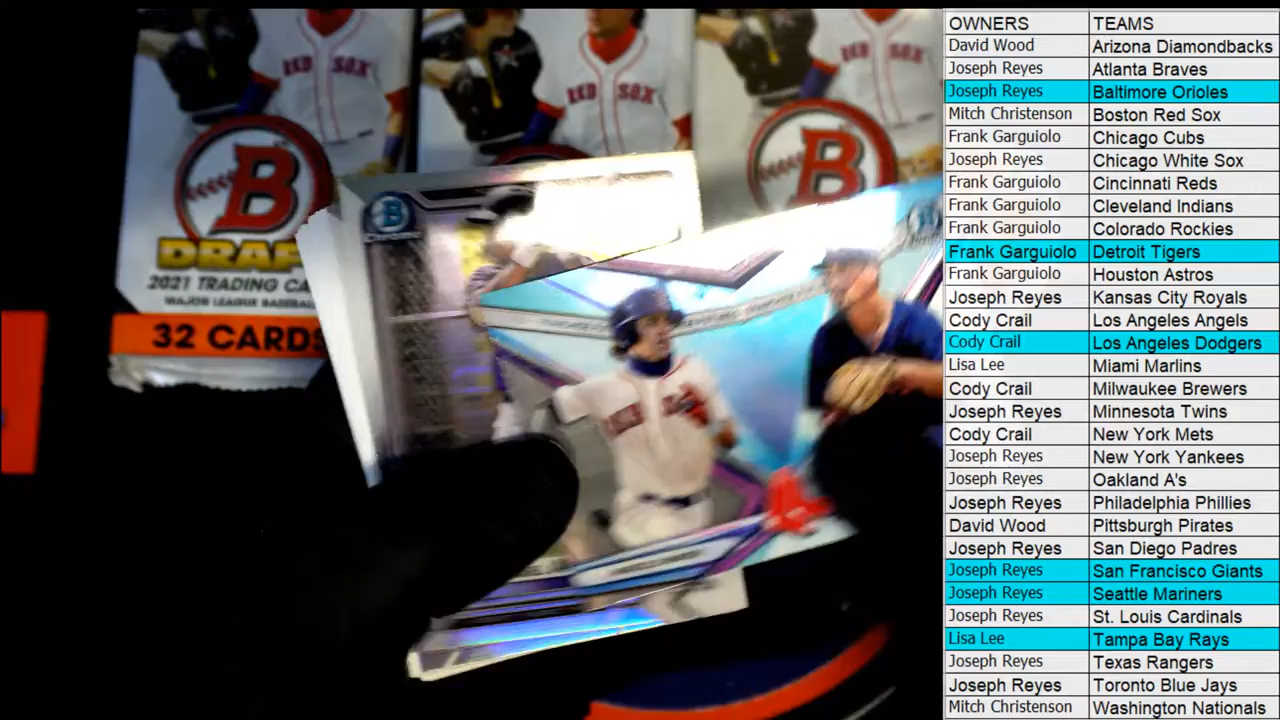 RED SOX
RED SOX
B
B
DRAF
2021 TRADING CA
MAJOR LEAGUE BASEBA
32 CARDS
B
RED
OWNERS TEAMS
David Wood Arizona Diamondbacks
Joseph Reyes Atlanta Braves
Joseph Reyes Baltimore Orioles
Mitch Christenson Boston Red Sox
Frank Garguiolo Chicago Cubs
Joseph Reyes Chicago White Sox
Frank Garguiolo Cincinnati Reds
Frank Garguiolo Cleveland Indians
Frank Garguiolo Colorado Rockies
Frank Garguiolo Detroit Tigers
Frank Garguiolo Houston Astros
Joseph Reyes Kansas City Royals
Cody Crail Los Angeles Angels
Cody Crail Los Angeles Dodgers
Lisa Lee Miami Marlins
Cody Crail Milwaukee Brewers
Joseph Reyes Minnesota Twins
Cody Crail New York Mets
Joseph Reyes New York Yankees
Joseph Reyes Oakland A's
Joseph Reyes Philadelphia Phillies
David Wood Pittsburgh Pirates
Joseph Reyes San Diego Padres
Joseph Reyes San Francisco Giants
Joseph Reyes Seattle Mariners
Joseph Reyes St. Louis Cardinals
Lisa Lee Tampa Bay Rays
Joseph Reyes Texas Rangers
Joseph Reyes Toronto Blue Jays
Mitch Christenson Washington Nationals